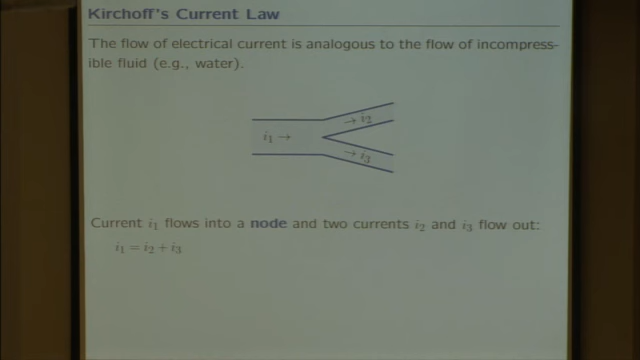 Kirchoff's Current Law
The flow of electrical current is analogous to the flow of incompress-
ible fluid (e.g., water).
i₁ →
→ i₂
→ i₃
Current i₁ flows into a node and two currents i₂ and i₃ flow out:
i₁ = i₂ + i₃